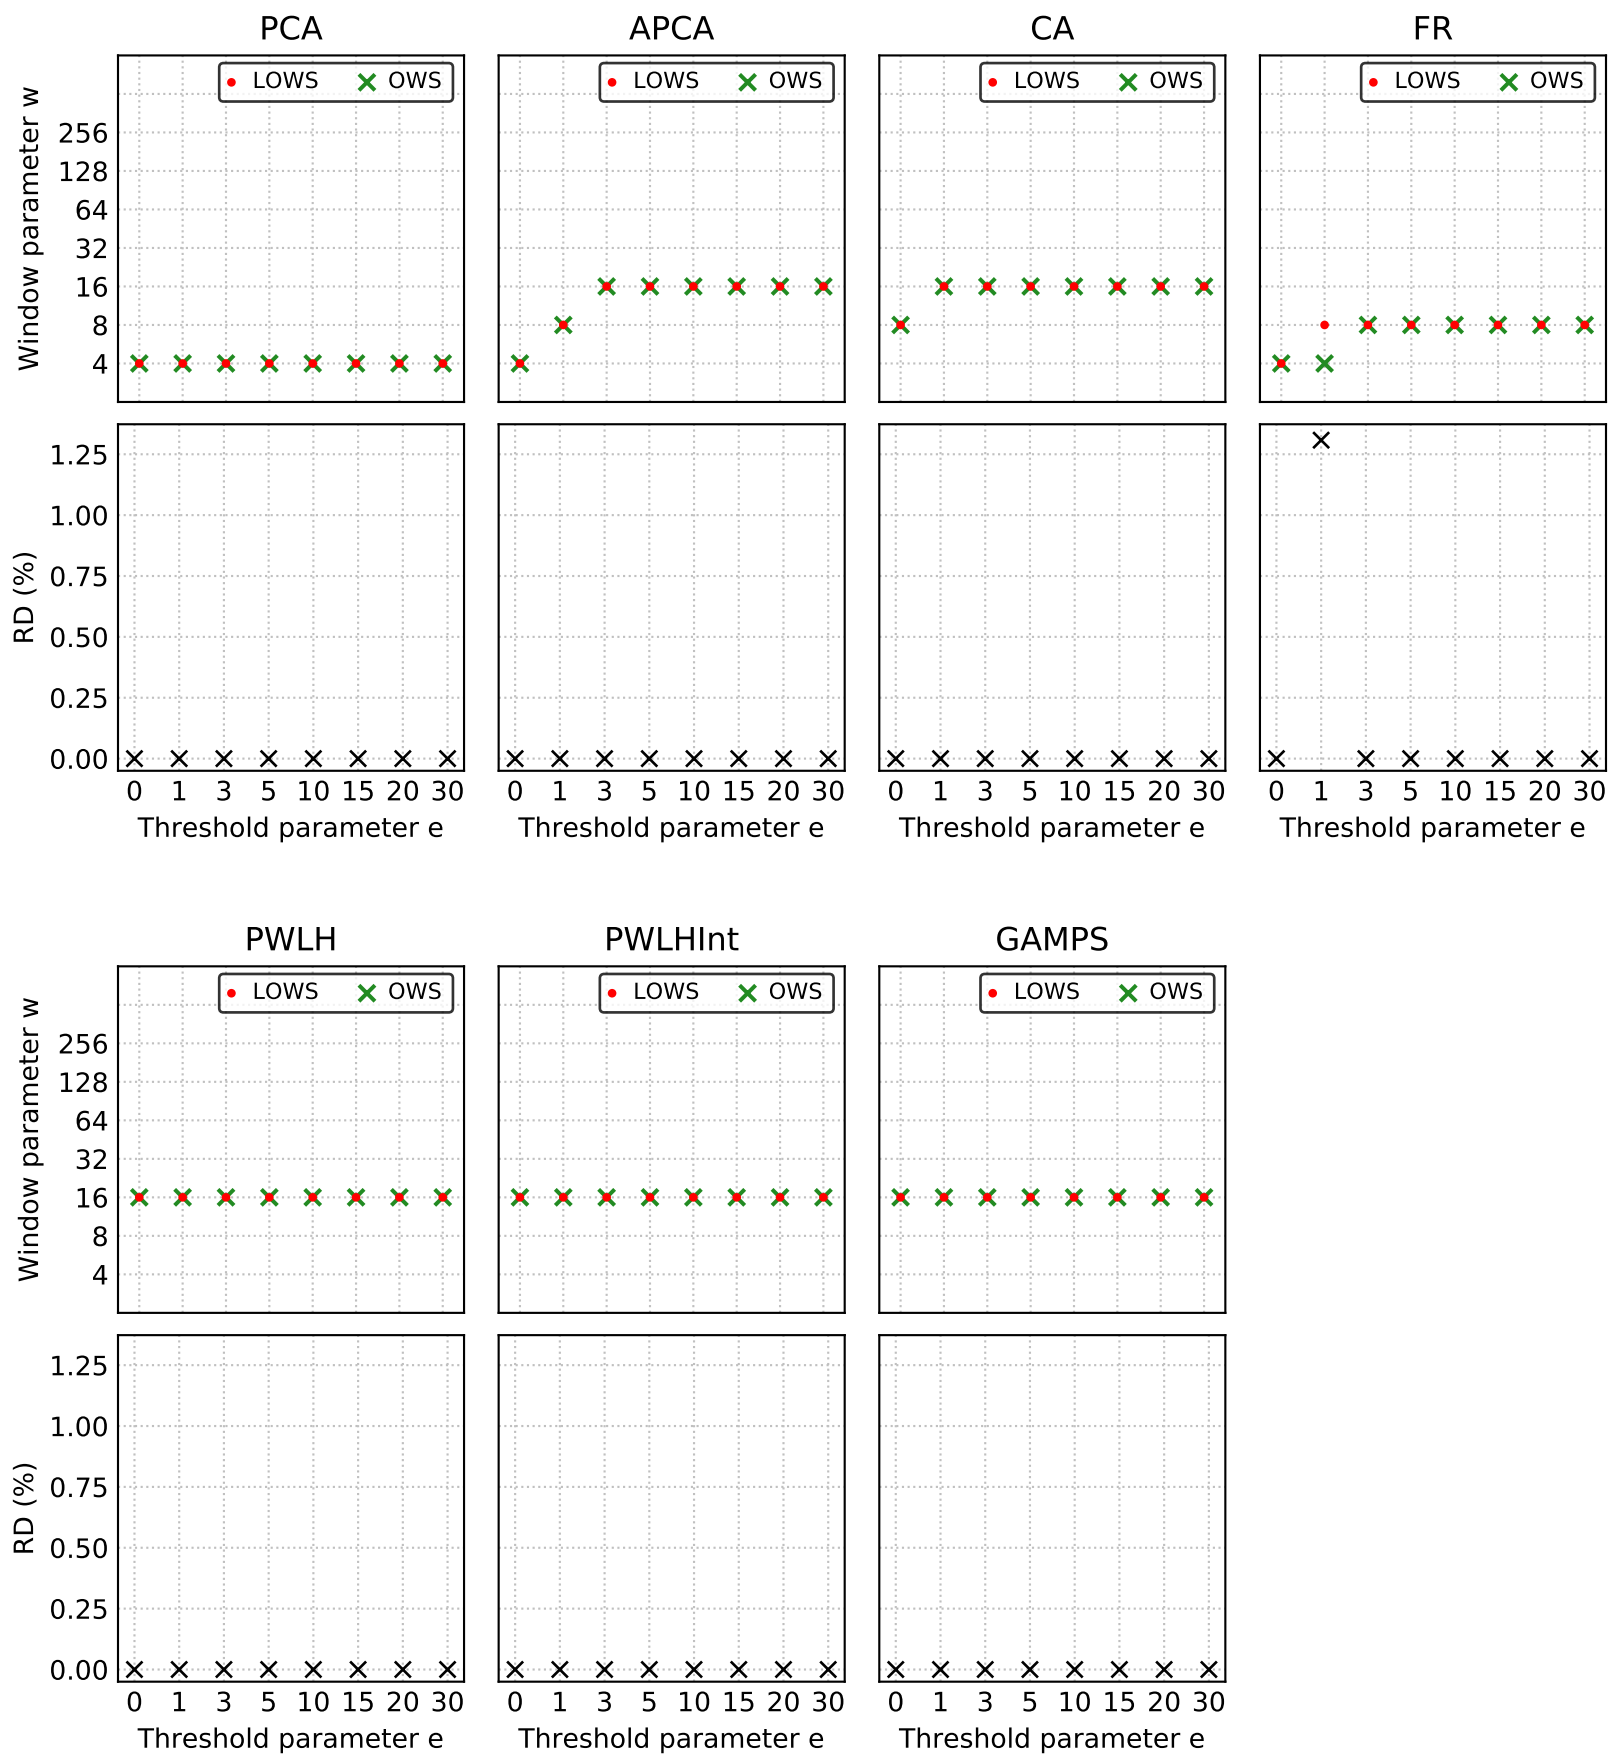 PCA APCA CA FR
LOWS OWS LOWS OWS LOWS OWS LOWS OWS
Window parameter w
256
128
64
32
16
8
4
RD (%)
1.25
1.00
0.75
0.50
0.25
0.00
0 1 3 5 10 15 20 30 0 1 3 5 10 15 20 30 0 1 3 5 10 15 20 30 0 1 3 5 10 15 20 30
Threshold parameter e Threshold parameter e Threshold parameter e Threshold parameter e
PWLH PWLHInt GAMPS
LOWS OWS LOWS OWS LOWS OWS
Window parameter w
256
128
64
32
16
8
4
RD (%)
1.25
1.00
0.75
0.50
0.25
0.00
0 1 3 5 10 15 20 30 0 1 3 5 10 15 20 30 0 1 3 5 10 15 20 30
Threshold parameter e Threshold parameter e Threshold parameter e